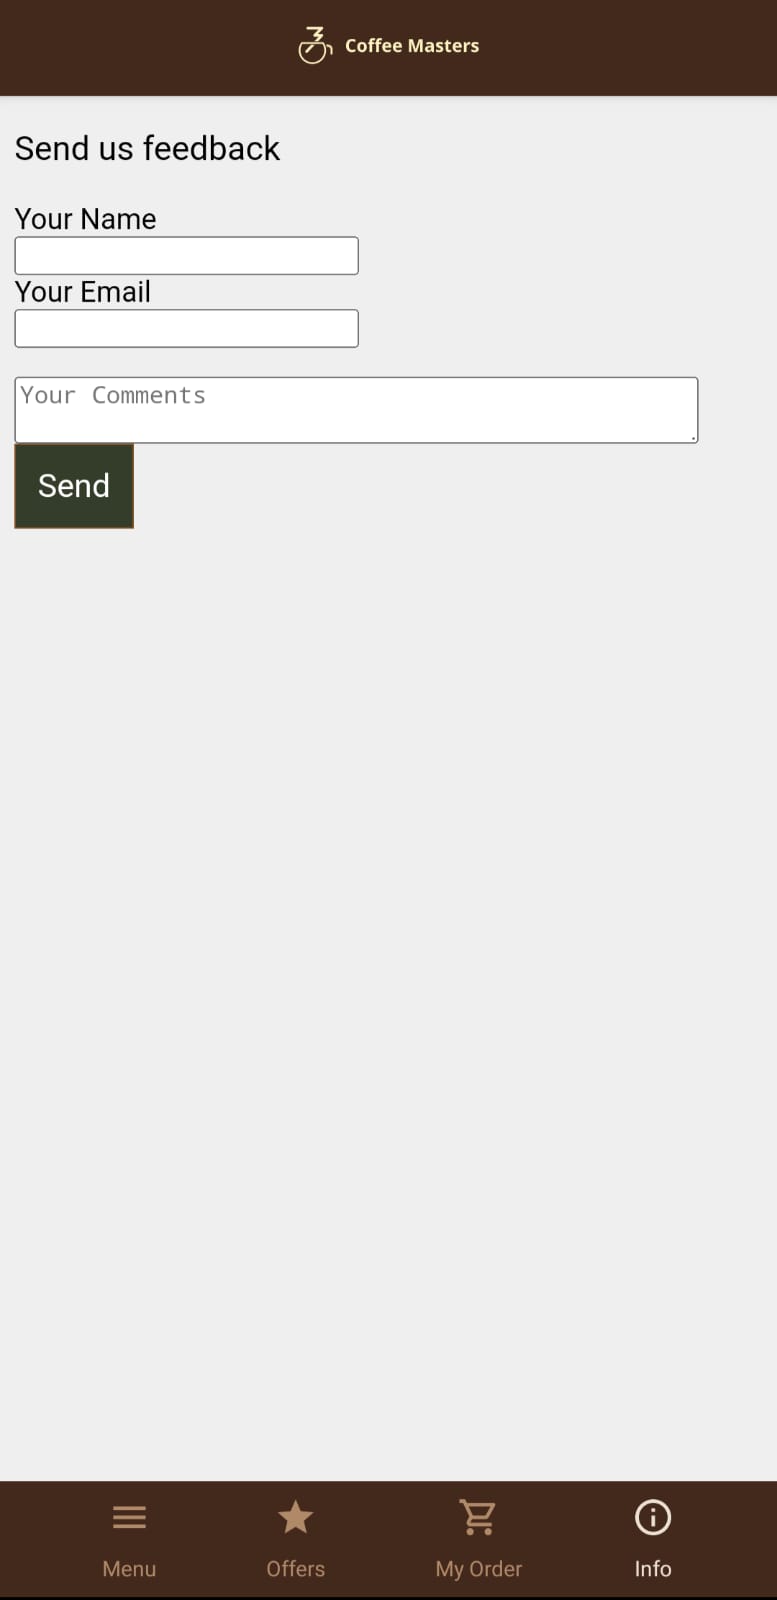 Coffee Masters
Send us feedback
Your Name
Your Email
Your Comments
Send
Menu Offers My Order Info